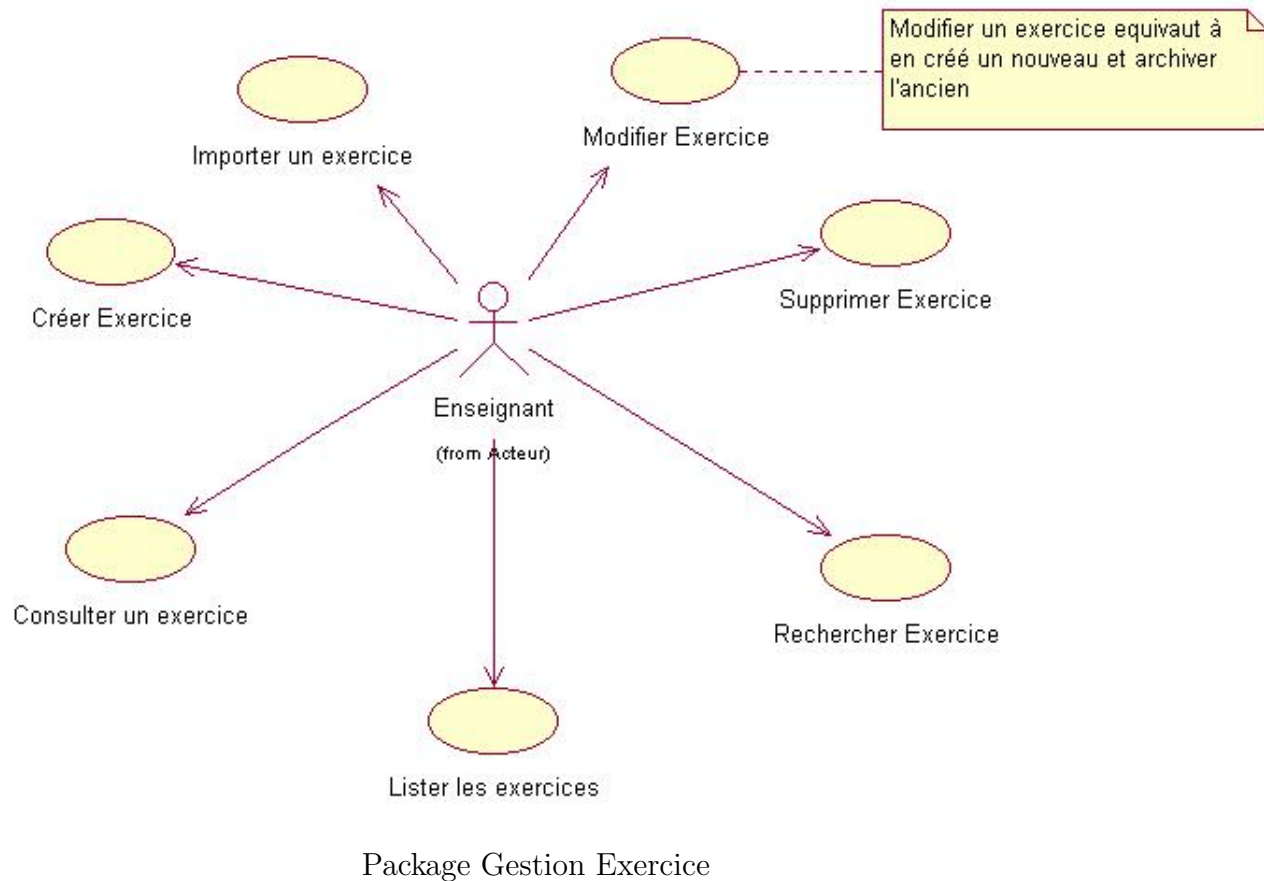 Modifier un exercice equivaut à
en créé un nouveau et archiver
l'ancien
Modifier Exercice
Importer un exercice
Supprimer Exercice
Créer Exercice
Enseignant
(from Acteur)
Consulter un exercice
Rechercher Exercice
Lister les exercices
Package Gestion Exercice